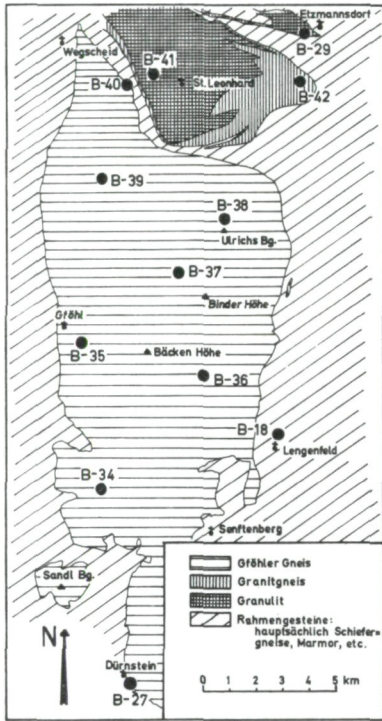 Etzmannsdorf
B-29
Wegscheid
B-41
B-40
St. Leonhard
B-42
B-39
B-38
Ulrichs Bg.
B-37
Binder Höhe
Gföhl
B-35
Bäcken Höhe
B-36
B-18
Lengenfeld
B-34
Senftenberg
Sandl Bg.
N
Dürnstein
B-27
Gföhler Gneis
Granitgneis
Granulit
Rahmengesteine:
hauptsächlich Schiefer-
gneise, Marmor, etc.
0 1 2 3 4 5 km